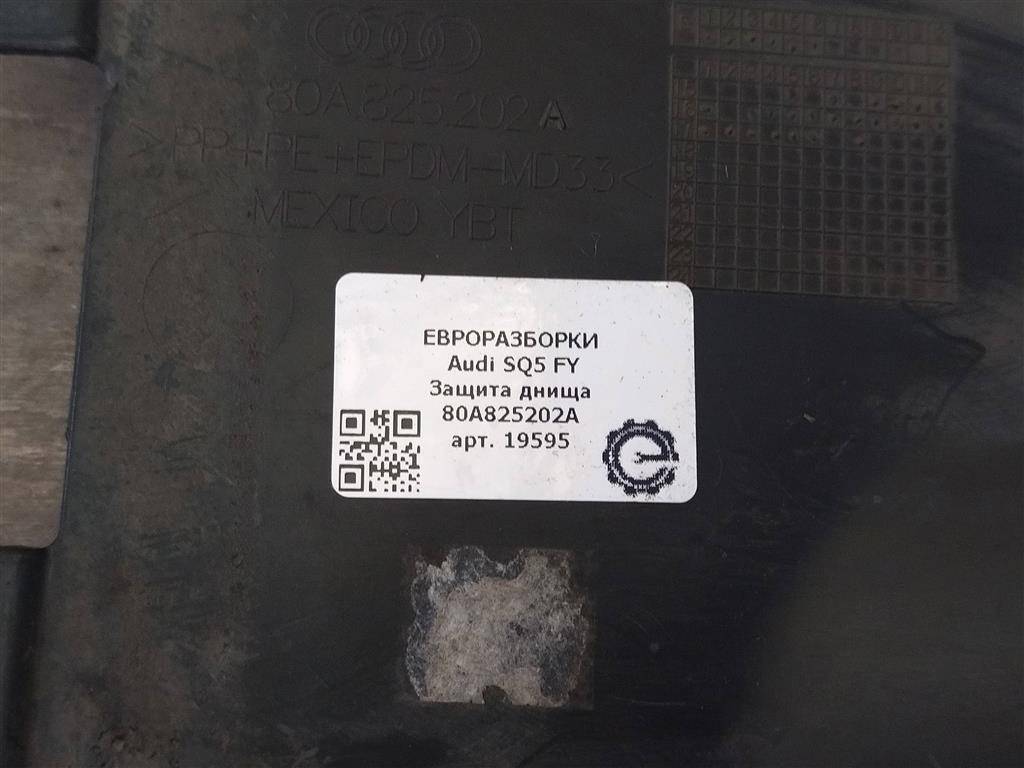 80A.825.202 A
>PP+PE+EPDM-MD33<
MEXICO YBT
ЕВРОРАЗБОРКИ
Audi SQ5 FY
Защита днища
80A825202A
арт. 19595